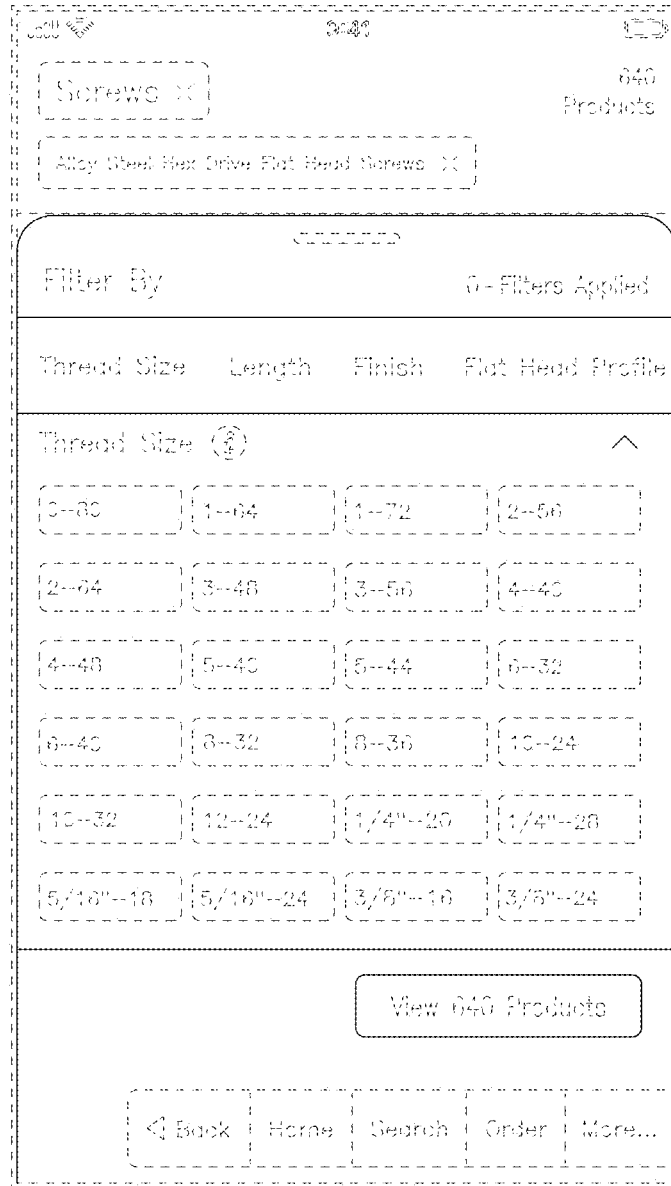 9:41
Screws X
640
Products
Alloy Steel Hex Drive Flat Head Screws X
Filter By
0-Filters Applied
Thread Size Length Finish Flat Head Profile
Thread Size
0--80 1--64 1--72 2--56
2--64 3--48 3--56 4--40
4--48 5--40 5--44 6--32
6--40 8--32 8--36 10--24
10--32 12--24 1/4"--20 1/4"--28
5/16"--18 5/16"--24 3/8"--16 3/8"--24
View 640 Products
Back Home Search Order More...